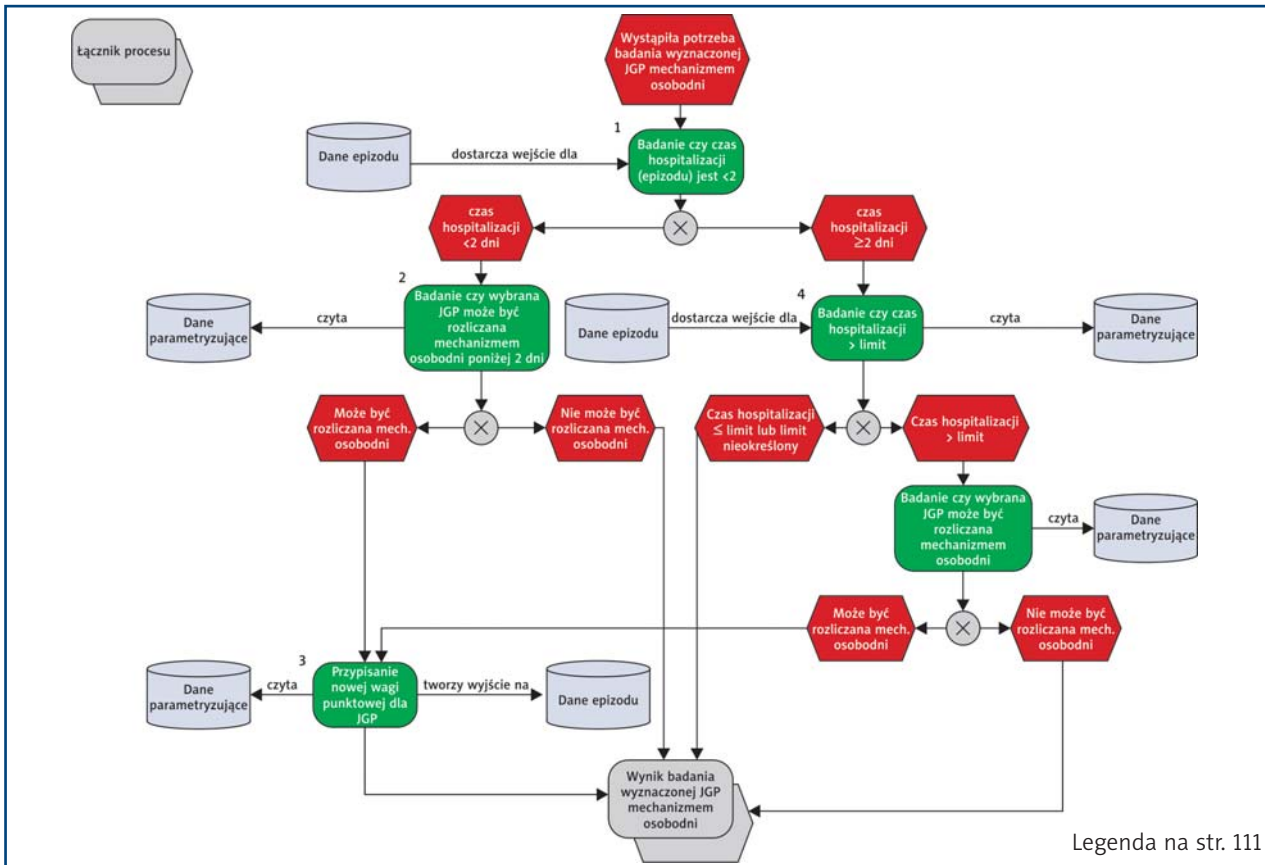 Łącznik procesu
Wystąpiła potrzeba
badania wyznaczonej
JGP mechanizmem
osobodni
1
Dane epizodu
dostarcza wejście dla
Badanie czy czas
hospitalizacji
(epizodu) jest <2
czas
hospitalizacji
<2 dni
czas
hospitalizacji
≥2 dni
2
Dane
parametryzujące
czyta
Badanie czy wybrana
JGP może być
rozliczana
mechanizmem
osobodni poniżej 2 dni
4
Dane epizodu
dostarcza wejście dla
Badanie czy czas
hospitalizacji
> limit
czyta
Dane
parametryzujące
Może być
rozliczana mech.
osobodni
Nie może być
rozliczana mech.
osobodni
Czas hospitalizacji
≤ limit lub limit
nieokreślony
Czas hospitalizacji
> limit
Badanie czy wybrana
JGP może być
rozliczana
mechanizmem
osobodni
czyta
Dane
parametryzujące
Może być
rozliczana mech.
osobodni
Nie może być
rozliczana mech.
osobodni
3
Dane
parametryzujące
czyta
Przypisanie
nowej wagi
punktowej dla
JGP
tworzy wyjście na
Dane epizodu
Wynik badania
wyznaczonej JGP
mechanizmem
osobodni
Legenda na str. 111